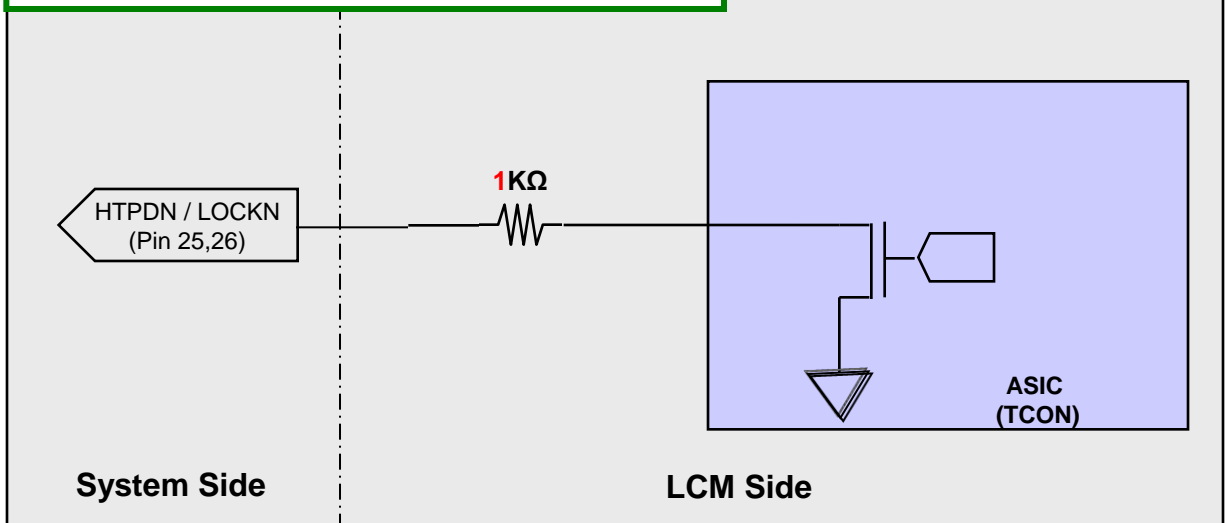 1KΩ
HTPDN / LOCKN
(Pin 25,26)
ASIC
(TCON)
System Side
LCM Side